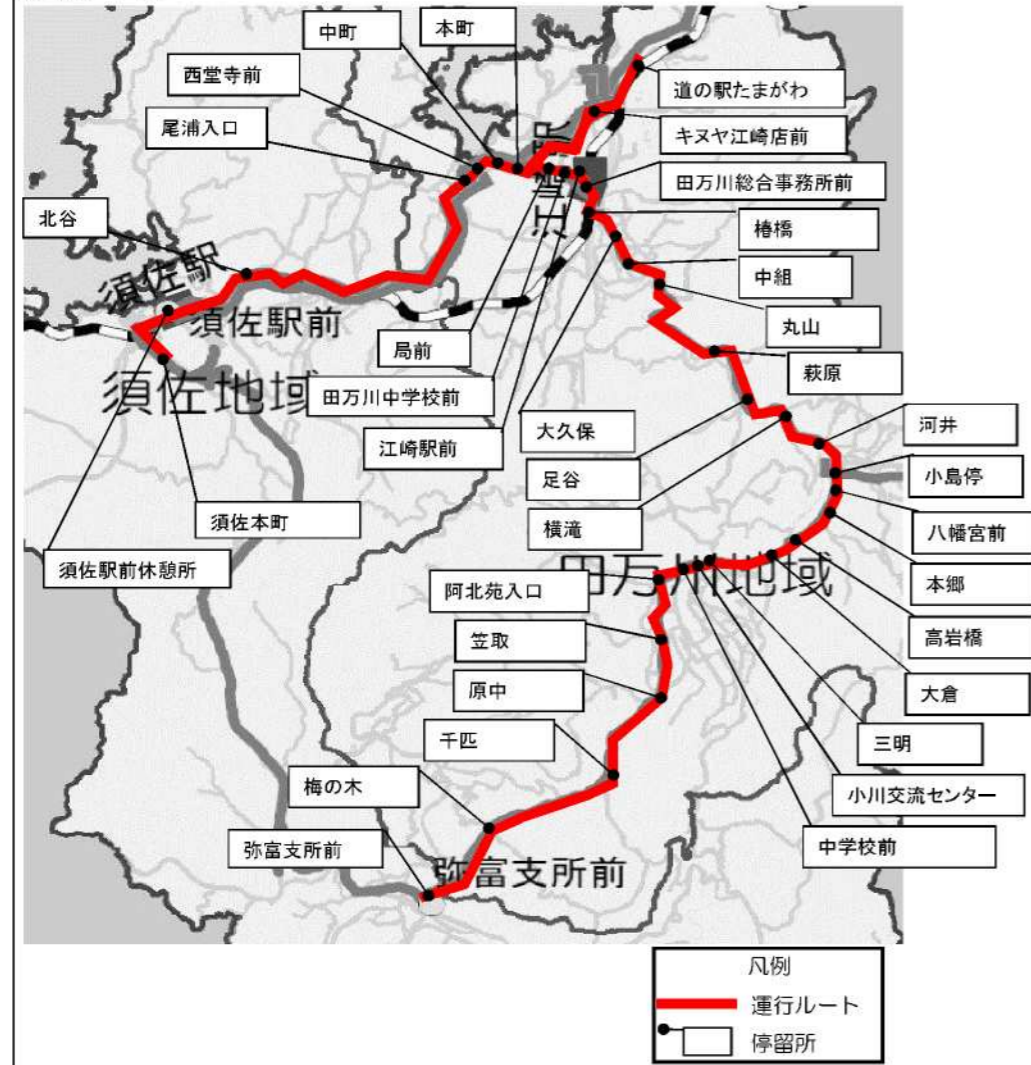 中町
本町
西堂寺前
道の駅たまがわ
尾浦入口
キヌヤ江崎店前
田万川総合事務所前
北谷
椿橋
中組
須佐駅
須佐駅前
丸山
局前
萩原
須佐地域
田万川中学校前
大久保
河井
江崎駅前
足谷
小島停
須佐本町
横滝
八幡宮前
須佐駅前休憩所
田万川地域
本郷
阿北苑入口
高岩橋
笠取
大倉
原中
三明
千匹
小川交流センター
梅の木
中学校前
弥富支所前
弥富支所前
凡例
運行ルート
停留所